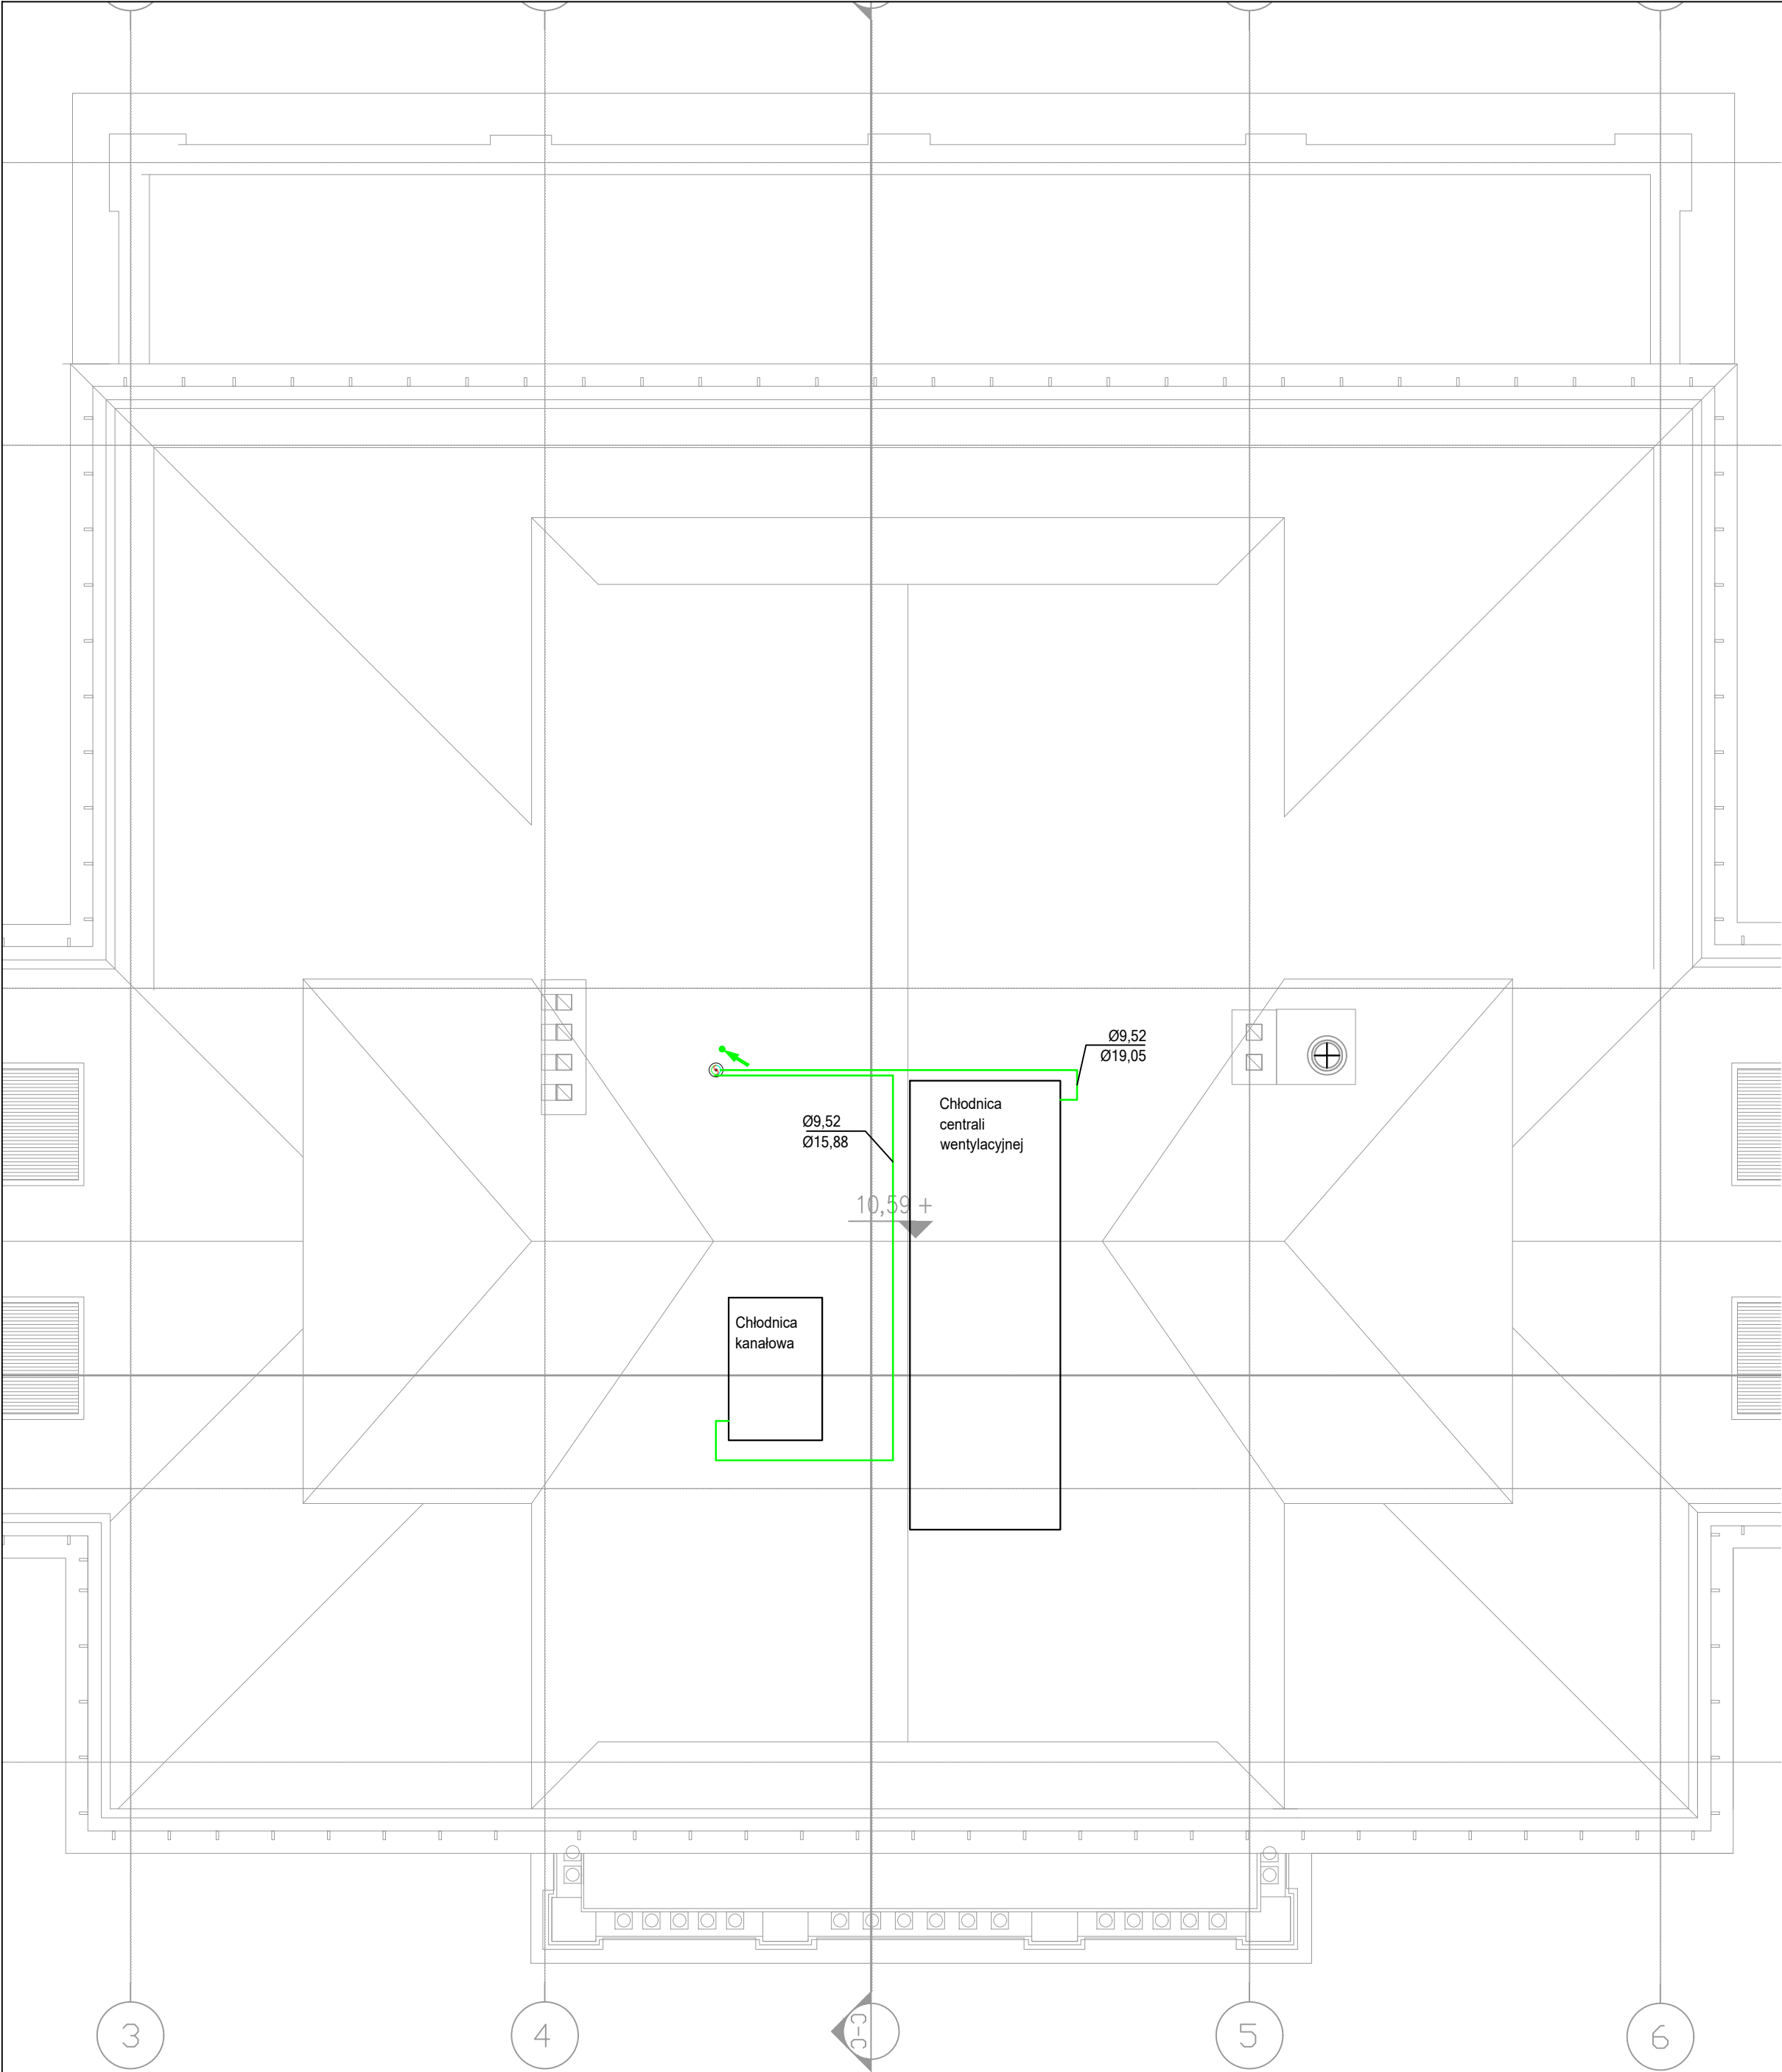 Ø9,52
Ø19,05
Chłodnica
centrali
wentylacyjnej
Ø9,52
Ø15,88
10,59 +
Chłodnica
kanałowa
3
4
C-C
5
6